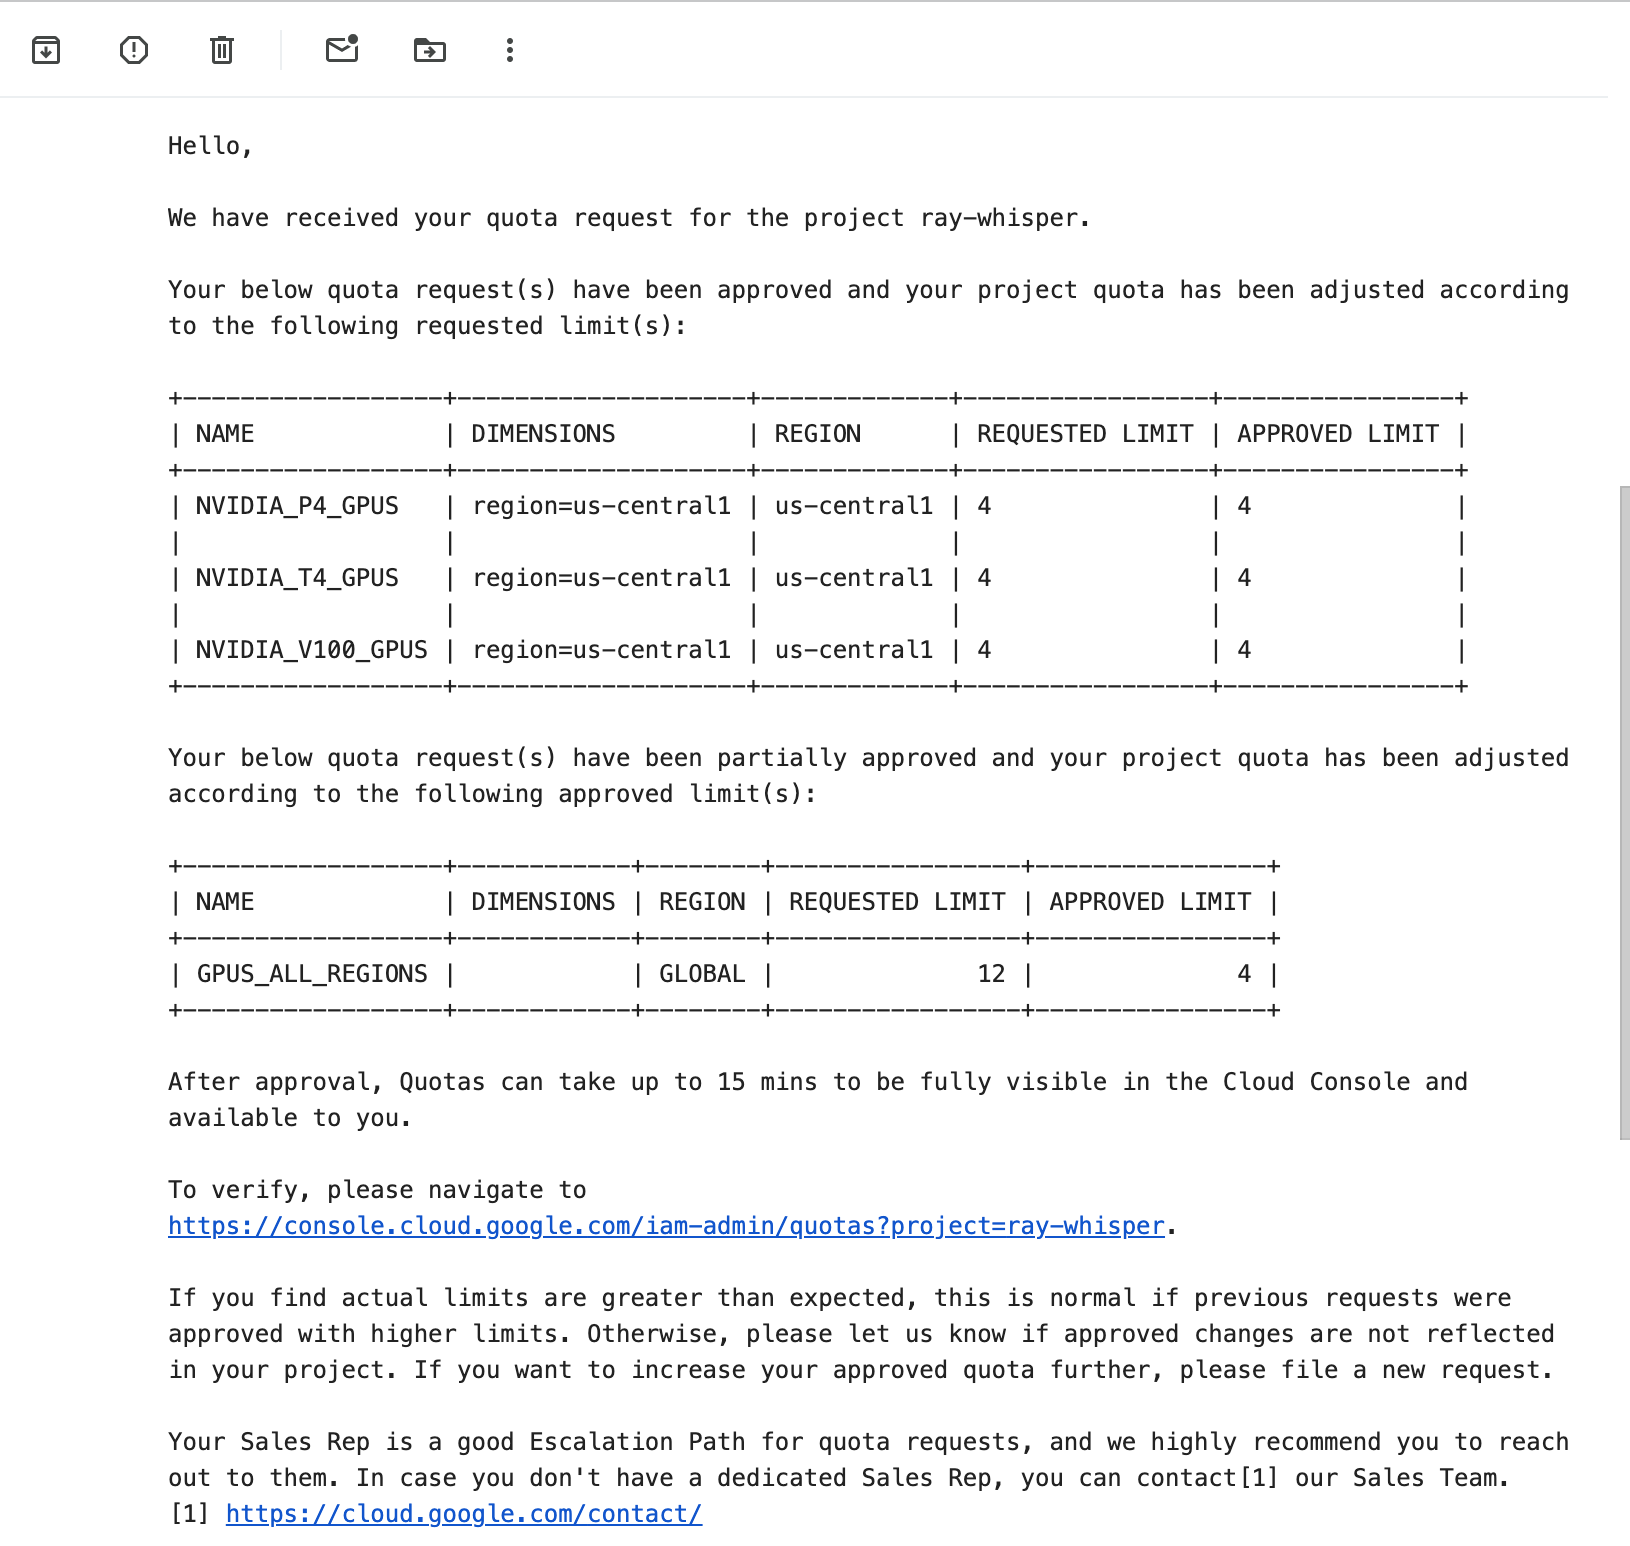 Hello,
We have received your quota request for the project ray-whisper.
Your below quota request(s) have been approved and your project quota has been adjusted according
to the following requested limit(s):
+------------------+--------------------+-------------+-----------------+----------------+
| NAME             | DIMENSIONS         | REGION      | REQUESTED LIMIT | APPROVED LIMIT |
+------------------+--------------------+-------------+-----------------+----------------+
| NVIDIA_P4_GPUS   | region=us-central1 | us-central1 | 4               | 4              |
|                  |                    |             |                 |                |
| NVIDIA_T4_GPUS   | region=us-central1 | us-central1 | 4               | 4              |
|                  |                    |             |                 |                |
| NVIDIA_V100_GPUS | region=us-central1 | us-central1 | 4               | 4              |
+------------------+--------------------+-------------+-----------------+----------------+
Your below quota request(s) have been partially approved and your project quota has been adjusted
according to the following approved limit(s):
+------------------+------------+--------+-----------------+----------------+
| NAME             | DIMENSIONS | REGION | REQUESTED LIMIT | APPROVED LIMIT |
+------------------+------------+--------+-----------------+----------------+
| GPUS_ALL_REGIONS |            | GLOBAL |              12 |              4 |
+------------------+------------+--------+-----------------+----------------+
After approval, Quotas can take up to 15 mins to be fully visible in the Cloud Console and
available to you.
To verify, please navigate to
https://console.cloud.google.com/iam-admin/quotas?project=ray-whisper.
If you find actual limits are greater than expected, this is normal if previous requests were
approved with higher limits. Otherwise, please let us know if approved changes are not reflected
in your project. If you want to increase your approved quota further, please file a new request.
Your Sales Rep is a good Escalation Path for quota requests, and we highly recommend you to reach
out to them. In case you don't have a dedicated Sales Rep, you can contact[1] our Sales Team.
[1] https://cloud.google.com/contact/